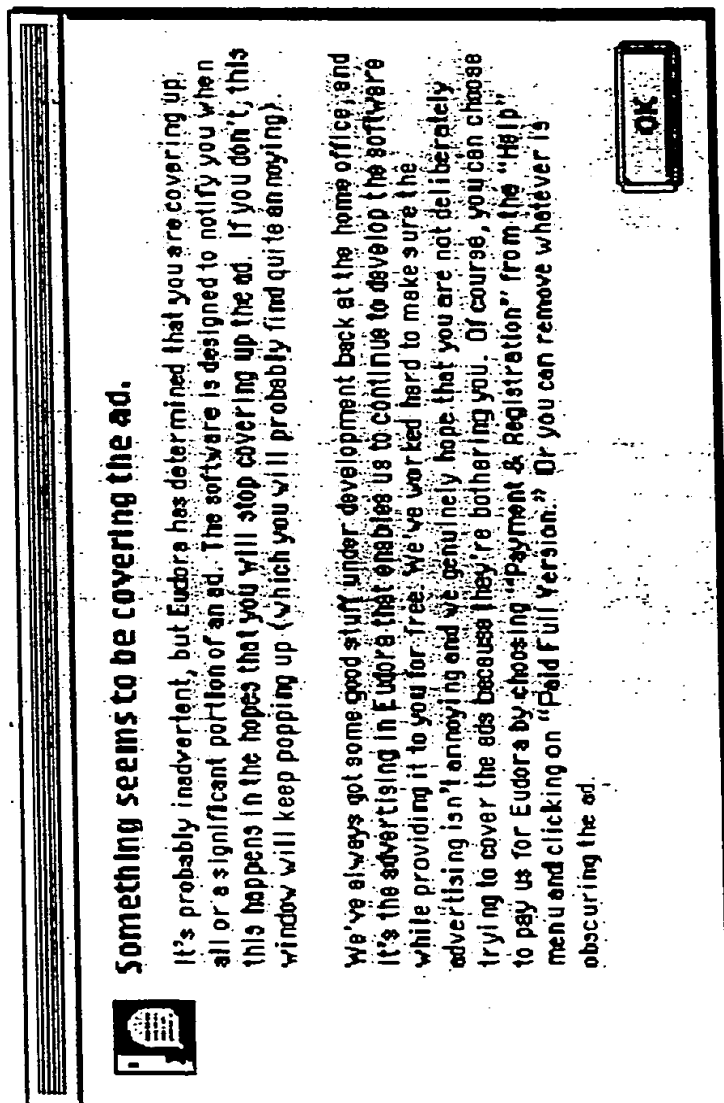 Something seems to be covering the ad.
It's probably inadvertent, but Eudora has determined that you are covering up
all or a significant portion of an ad. The software is designed to notify you when
this happens in the hopes that you will stop covering up the ad. If you don't, this
window will keep popping up (which you will probably find quite annoying).
We've always got some good stuff under development back at the home office, and
it's the advertising in Eudora that enables us to continue to develop the software
while providing it to you for free. We've worked hard to make sure the
advertising isn't annoying and we genuinely hope that you are not deliberately
trying to cover the ads because they're bothering you. Of course, you can choose
to pay us for Eudora by choosing "Payment & Registration" from the "Help"
menu and clicking on "Paid Full Version." Or you can remove whatever is
obscuring the ad.
OK